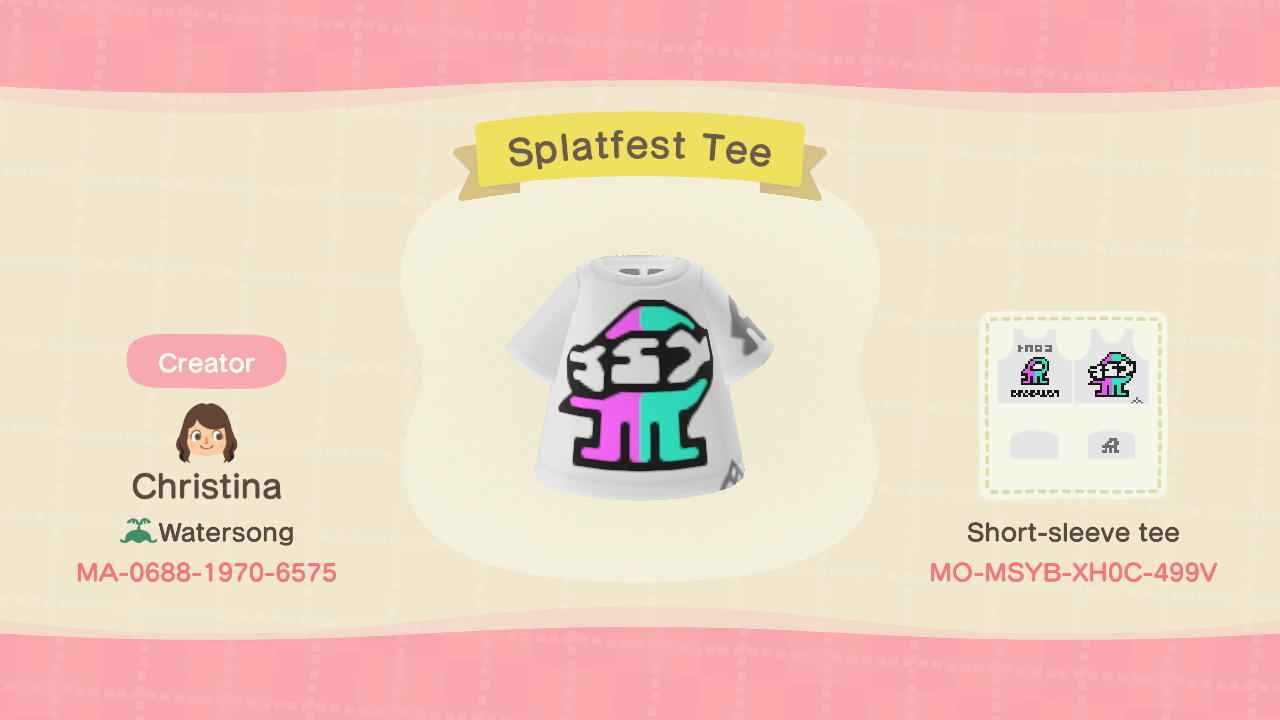 Splatfest Tee
Creator
Christina
Watersong
MA-0688-1970-6575
Short-sleeve tee
MO-MSYB-XH0C-499V